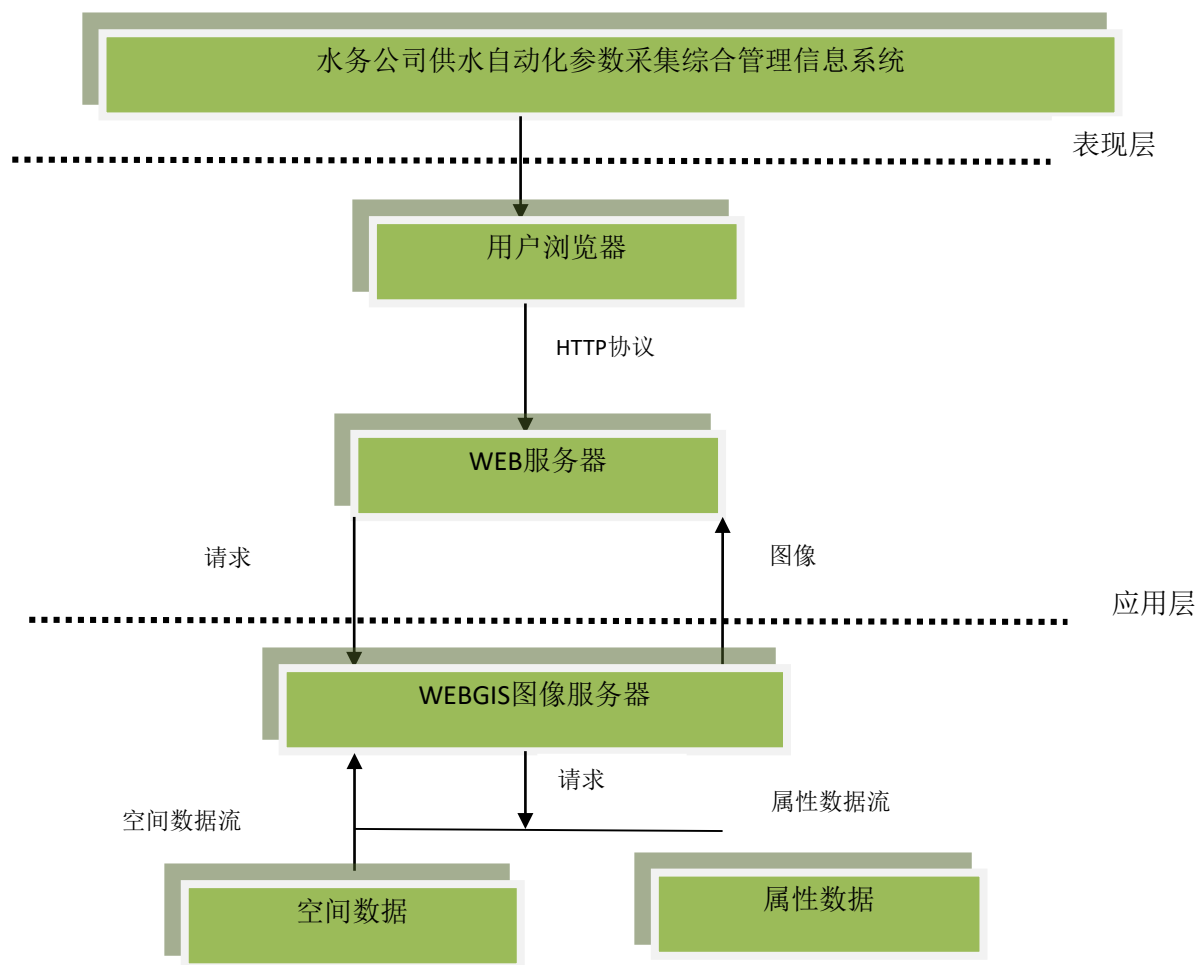 水务公司供水自动化参数采集综合管理信息系统
表现层
用户浏览器
HTTP协议
WEB服务器
请求
图像
应用层
WEBGIS图像服务器
请求
属性数据流
空间数据流
空间数据
属性数据